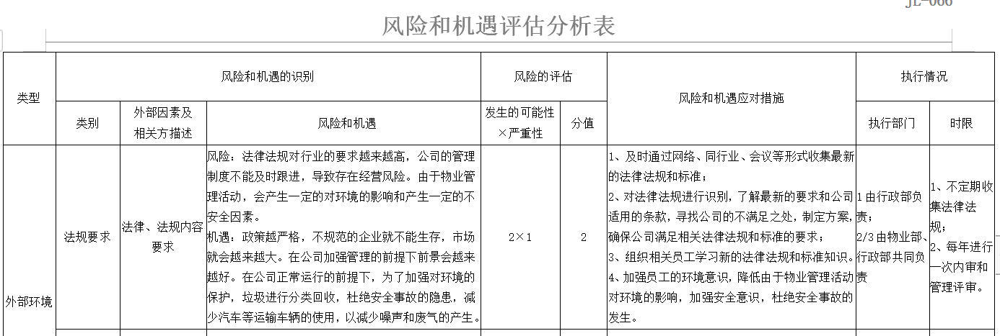 JL-066
风险和机遇评估分析表
类型
风险和机遇的识别
风险的评估
风险和机遇应对措施
执行情况
类别
外部因素及
相关方描述
风险和机遇
发生的可能性
×严重性
分值
执行部门
时限
外部环境
法规要求
法律、法规内容
要求
风险：法律法规对行业的要求越来越高，公司的管理
制度不能及时跟进，导致存在经营风险。由于物业管
理活动，会产生一定的对环境的影响和产生一定的不
安全因素。
机遇：政策越严格，不规范的企业就不能生存，市场
就会越来越大。在公司加强管理的前提下前景会越来
越好。在公司正常运行的前提下，为了加强对环境的
保护，垃圾进行分类回收，杜绝安全事故的隐患，减
少汽车等运输车辆的使用，以减少噪声和废气的产生。
2×1
2
1、及时通过网络、同行业、会议等形式收集最新
的法律法规和标准；
2、对法律法规进行识别，了解最新的要求和公司
适用的条款，寻找公司的不满足之处，制定方案，
确保公司满足相关法律法规和标准的要求；
3、组织相关员工学习新的法律法规和标准知识。
4、加强员工的环境意识，降低由于物业管理活动
对环境的影响，加强安全意识，杜绝安全事故的
发生。
1 由行政部负
责；
2/3 由物业部、
行政部共同负
责
1、不定期收
集法律法
规；
2、每年进行
一次内审和
管理评审。